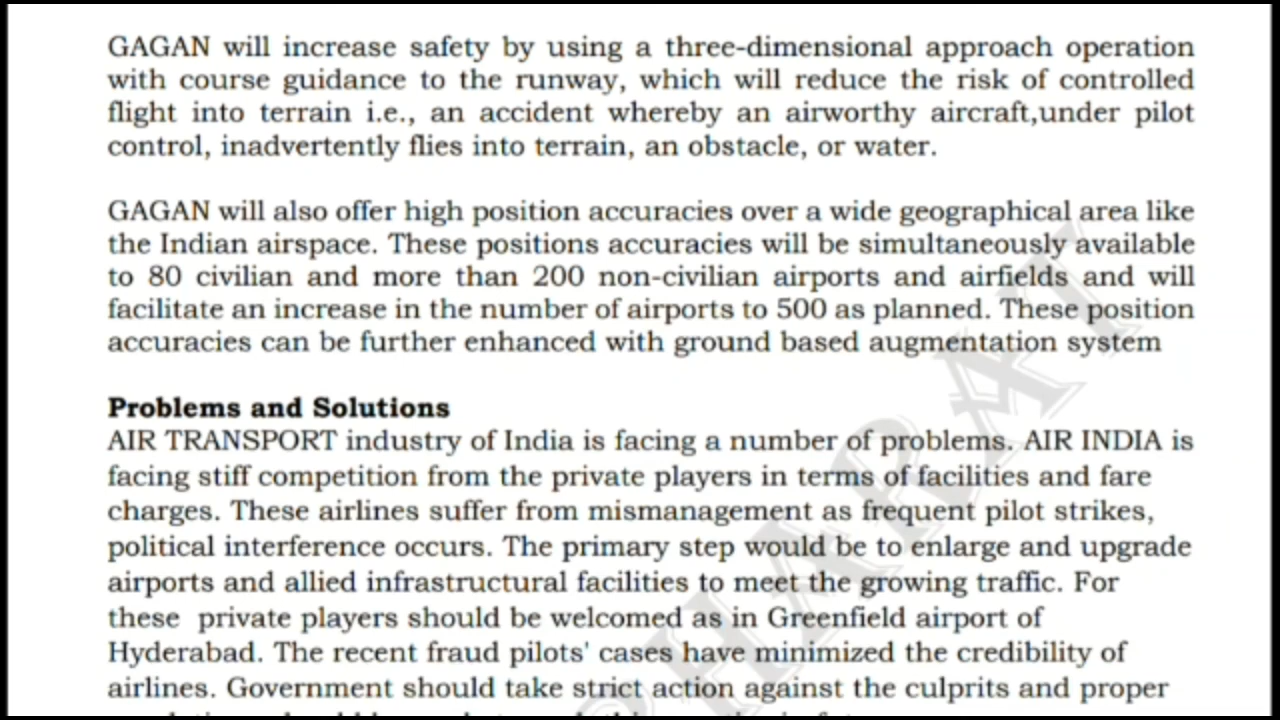 GAGAN will increase safety by using a three-dimensional approach operation
with course guidance to the runway, which will reduce the risk of controlled
flight into terrain i.e., an accident whereby an airworthy aircraft,under pilot
control, inadvertently flies into terrain, an obstacle, or water.
GAGAN will also offer high position accuracies over a wide geographical area like
the Indian airspace. These positions accuracies will be simultaneously available
to 80 civilian and more than 200 non-civilian airports and airfields and will
facilitate an increase in the number of airports to 500 as planned. These position
accuracies can be further enhanced with ground based augmentation system
Problems and Solutions
AIR TRANSPORT industry of India is facing a number of problems. AIR INDIA is
facing stiff competition from the private players in terms of facilities and fare
charges. These airlines suffer from mismanagement as frequent pilot strikes,
political interference occurs. The primary step would be to enlarge and upgrade
airports and allied infrastructural facilities to meet the growing traffic. For
these private players should be welcomed as in Greenfield airport of
Hyderabad. The recent fraud pilots' cases have minimized the credibility of
airlines. Government should take strict action against the culprits and proper